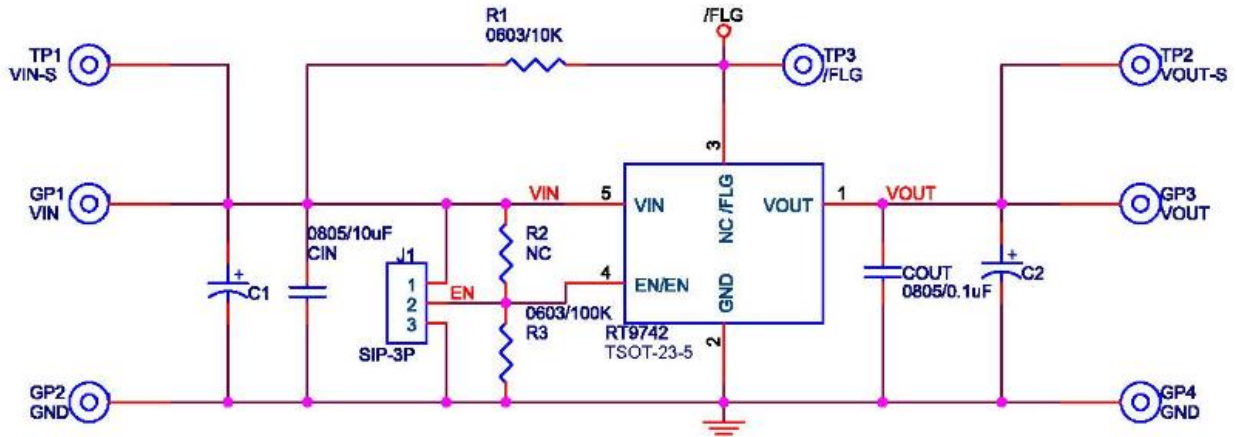 R1
0603/10K
/FLG
TP1
VIN-S
TP3
/FLG
TP2
VOUT-S
3
GP1
VIN
VIN
5
VIN
NC /FLG
VOUT
1
VOUT
GP3
VOUT
0805/10uF
CIN
R2
NC
J1
1
2
3
EN
4
EN/EN
GND
+
C1
COUT
0805/0.1uF
+
C2
0603/100K
R3
RT9742
TSOT-23-5
2
SIP-3P
GP2
GND
GP4
GND